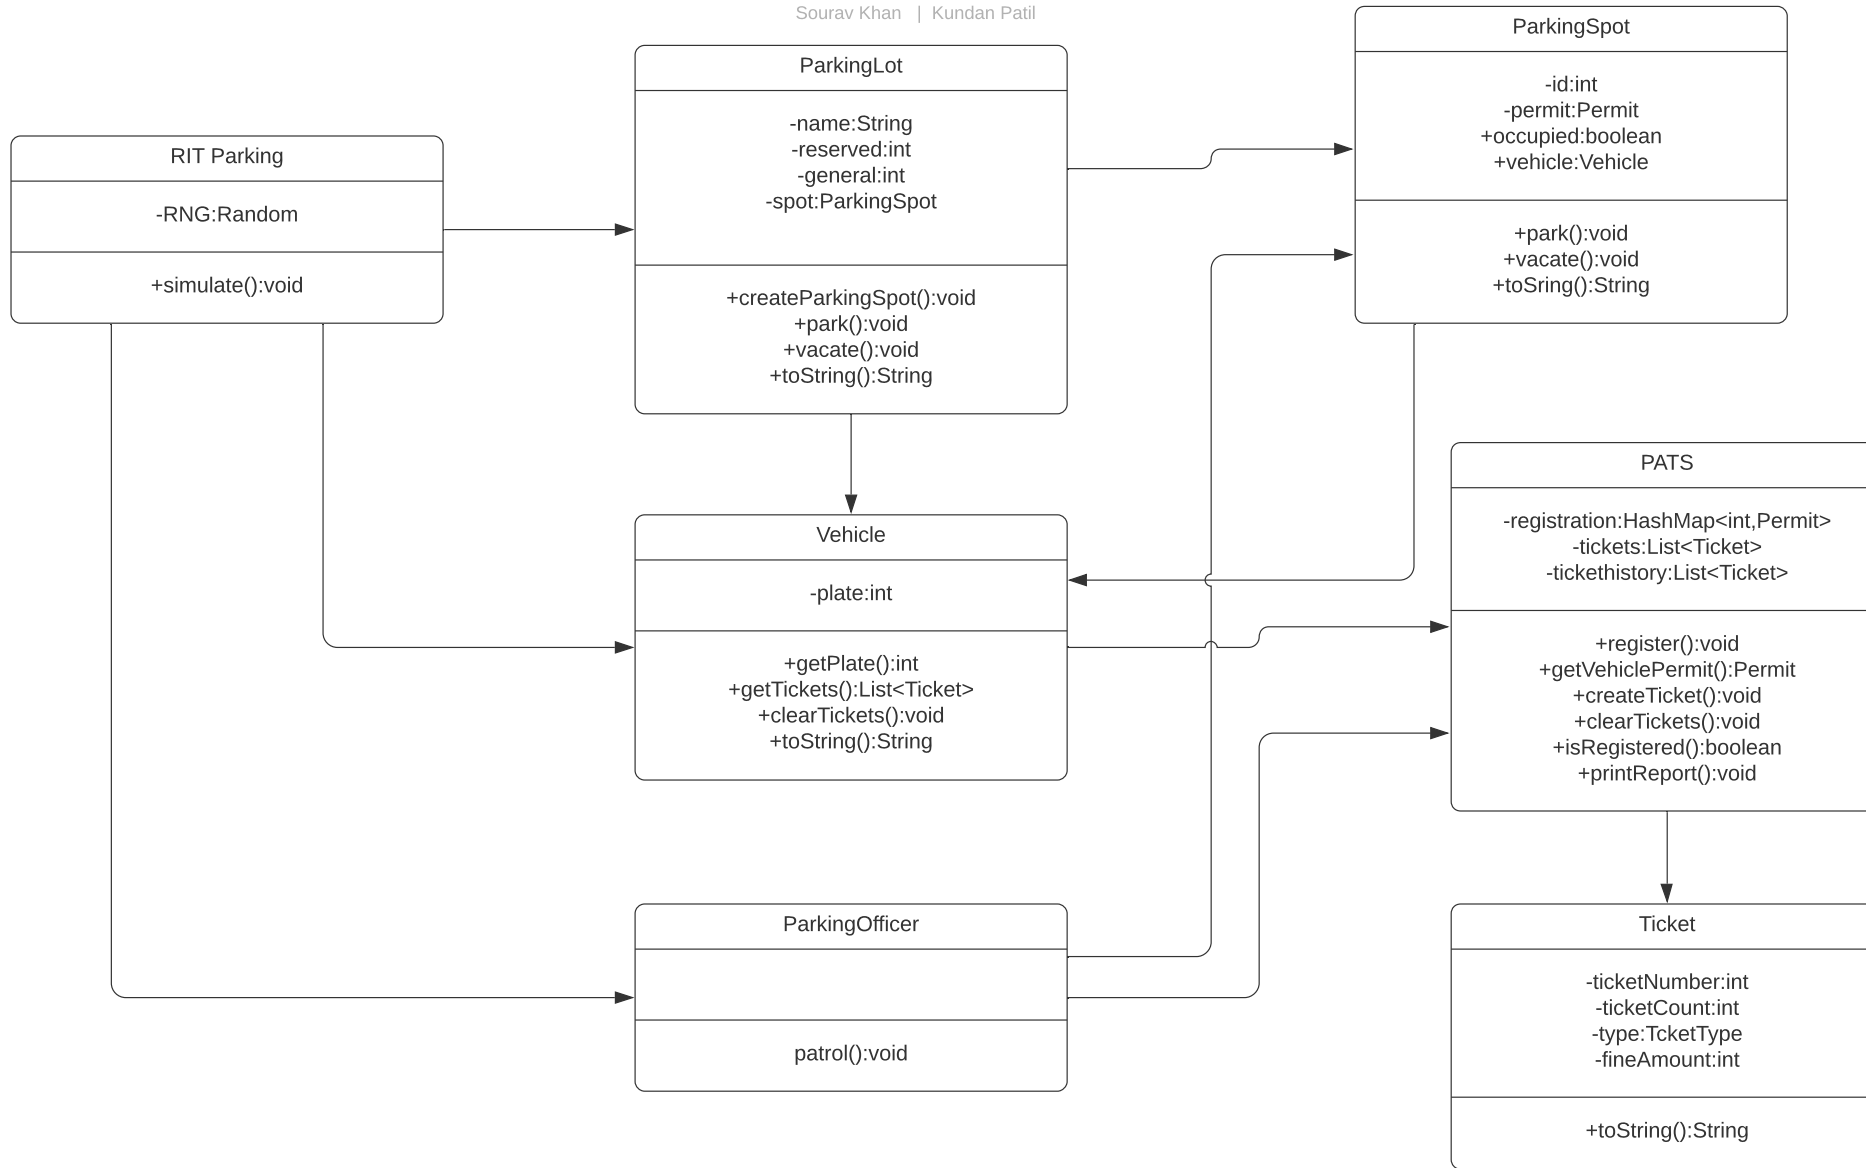 Sourav Khan | Kundan Patil
RIT Parking
-RNG:Random
+simulate():void
ParkingLot
-name:String
-reserved:int
-general:int
-spot:ParkingSpot
+createParkingSpot():void
+park():void
+vacate():void
+toString():String
ParkingSpot
-id:int
-permit:Permit
+occupied:boolean
+vehicle:Vehicle
+park():void
+vacate():void
+toSring():String
Vehicle
-plate:int
+getPlate():int
+getTickets():List<Ticket>
+clearTickets():void
+toString():String
PATS
-registration:HashMap<int,Permit>
-tickets:List<Ticket>
-tickethistory:List<Ticket>
+register():void
+getVehiclePermit():Permit
+createTicket():void
+clearTickets():void
+isRegistered():boolean
+printReport():void
ParkingOfficer
patrol():void
Ticket
-ticketNumber:int
-ticketCount:int
-type:TcketType
-fineAmount:int
+toString():String